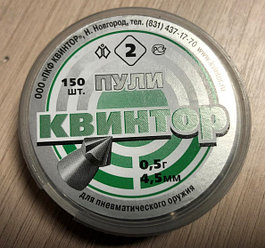 ООО "ПКФ КВИНТОР", Н. Новгород, тел. (831) 437-17-70
2
150
шт.
ПУЛИ
КВИНТОР
0,5г
4,5мм
для пневматического оружия